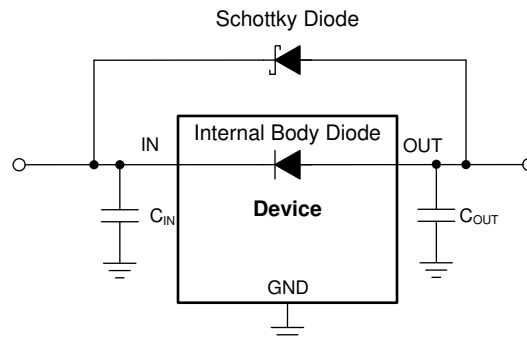 Schottky Diode
Internal Body Diode
IN
OUT
Device
CIN
COUT
GND